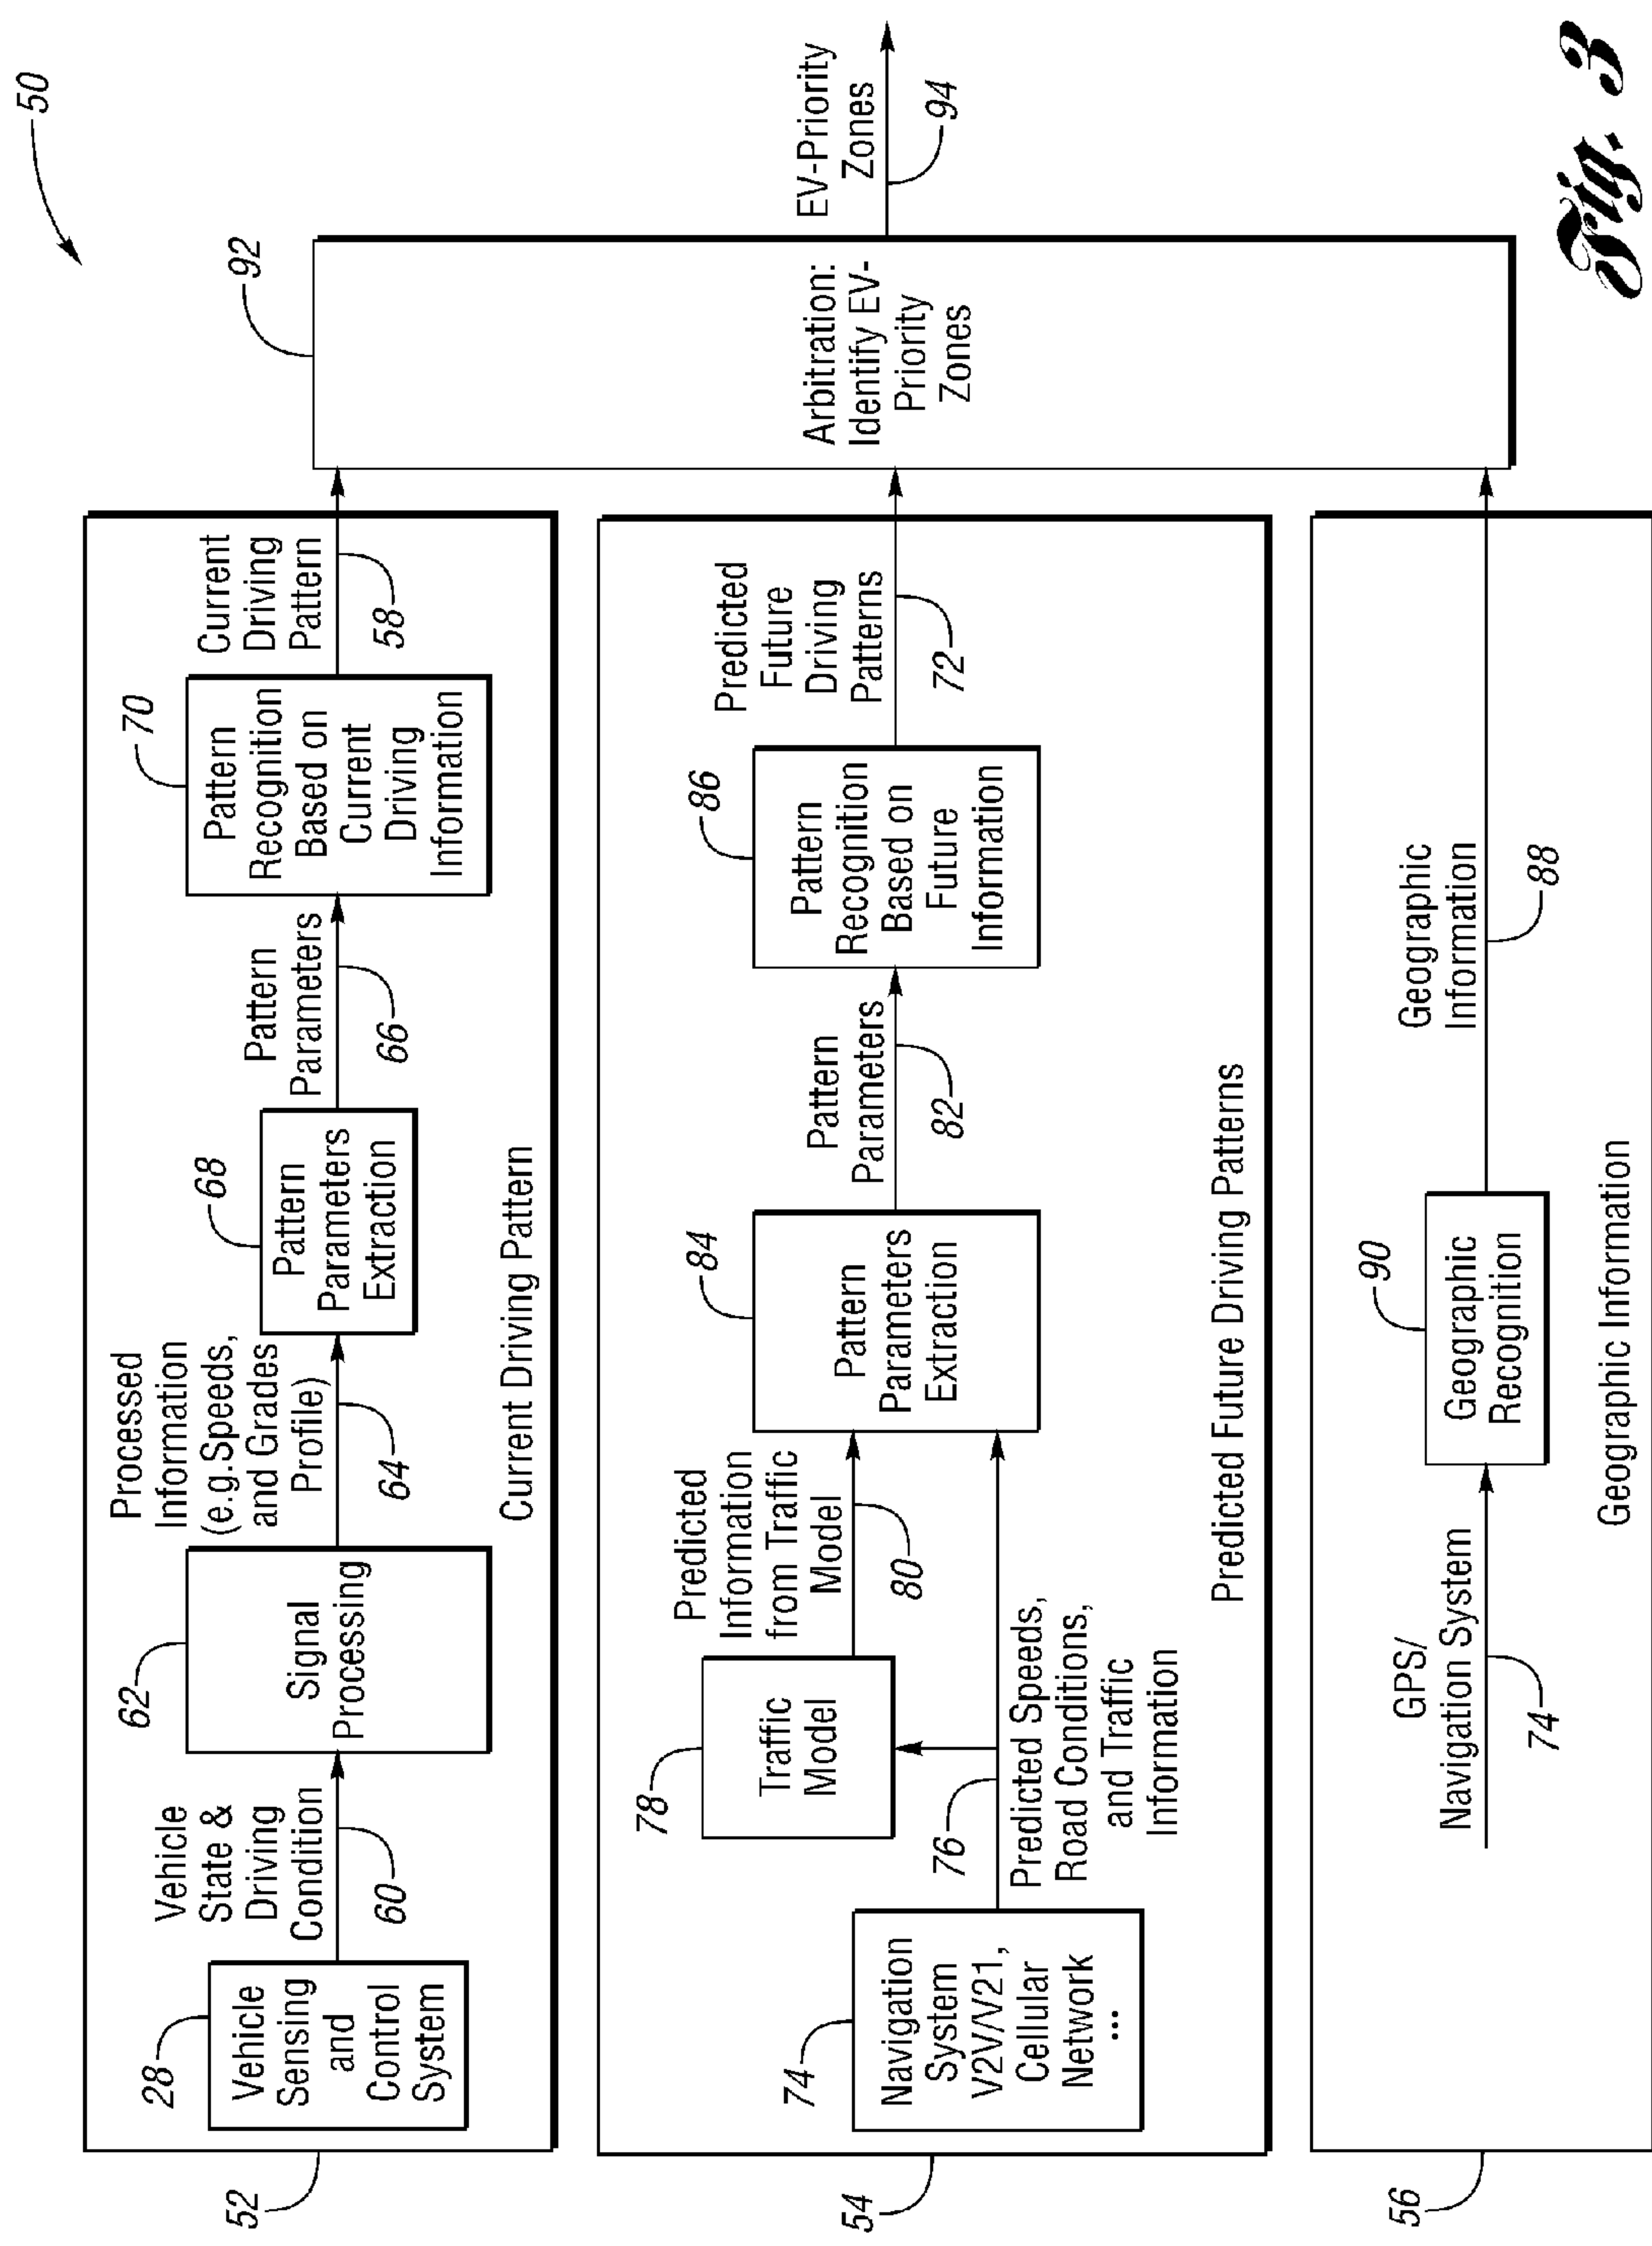 50
52
28
Vehicle
Sensing
and
Control
System
Vehicle
State &
Driving
Condition
60
62
Signal
Processing
Processed
Information
(e.g.Speeds,
and Grades
Profile)
64
68
Pattern
Parameters
Extraction
Pattern
Parameters
66
70
Pattern
Recognition
Based on
Current
Driving
Information
Current
Driving
Pattern
58
Current Driving Pattern
54
74
Navigation
System
V2V/V21,
Cellular
Network
...
76
Predicted Speeds,
Road Conditions,
and Traffic
Information
78
Traffic
Model
Predicted
Information
from Traffic
Model
80
84
Pattern
Parameters
Extraction
Pattern
Parameters
82
86
Pattern
Recognition
Based on
Future
Information
Predicted
Future
Driving
Patterns
72
Predicted Future Driving Patterns
56
GPS/
Navigation System
74
90
Geographic
Recognition
Geographic
Information
88
Geographic Information
92
Arbitration:
Identify EV-
Priority
Zones
EV-Priority
Zones
94
Fig. 3